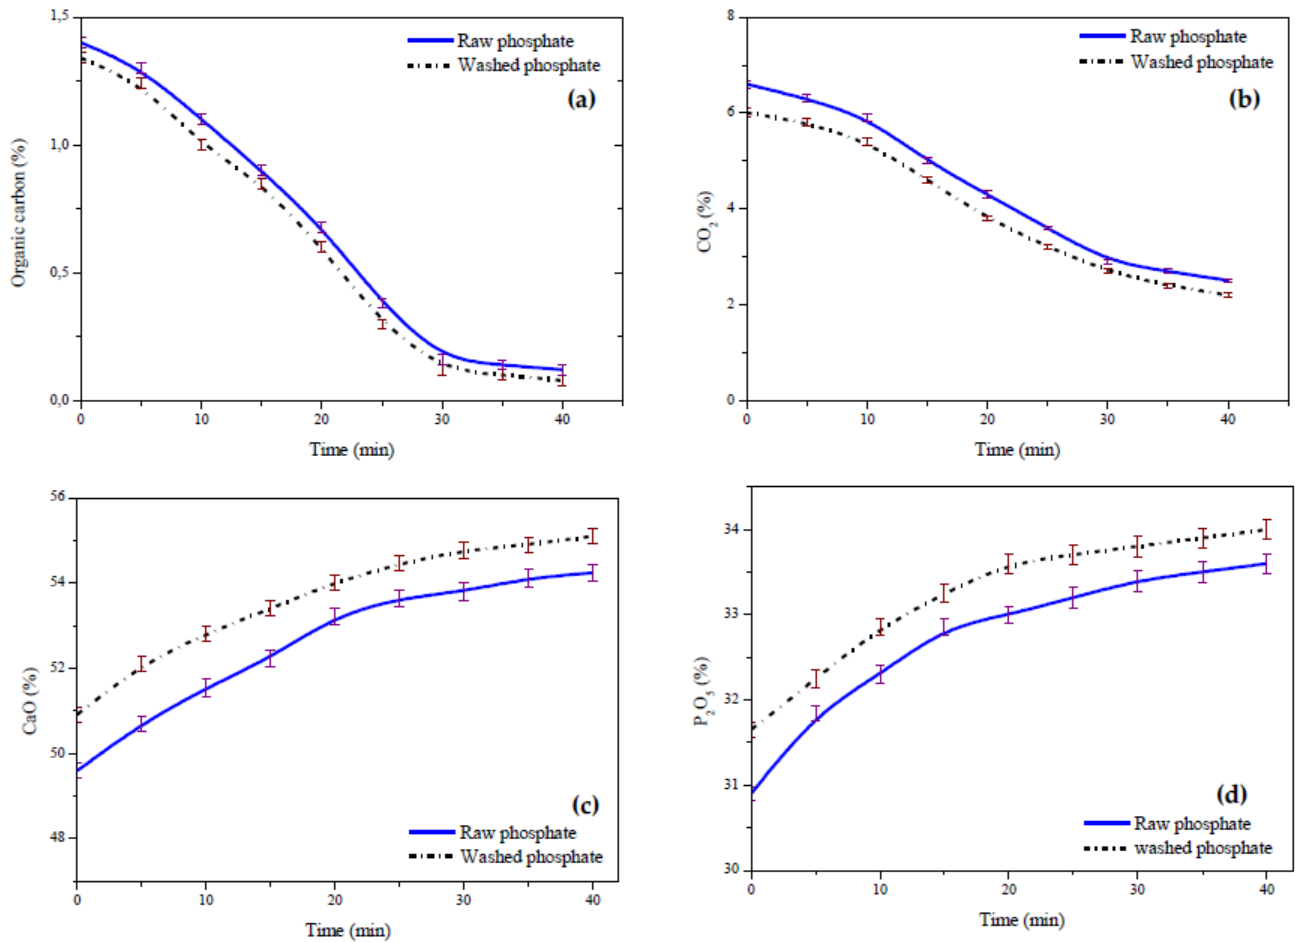 1,5
1,0
0,5
0,0
Organic carbon (%)
Raw phosphate
Washed phosphate
(a)
0 10 20 30 40
Time (min)
8
6
4
2
0
CO2 (%)
Raw phosphate
Washed phosphate
(b)
0 10 20 30 40
Time (min)
56
54
52
50
48
CaO (%)
(c)
Raw phosphate
Washed phosphate
0 10 20 30 40
Time (min)
34
33
32
31
30
P2O5 (%)
(d)
Raw phosphate
washed phosphate
0 10 20 30 40
Time (min)